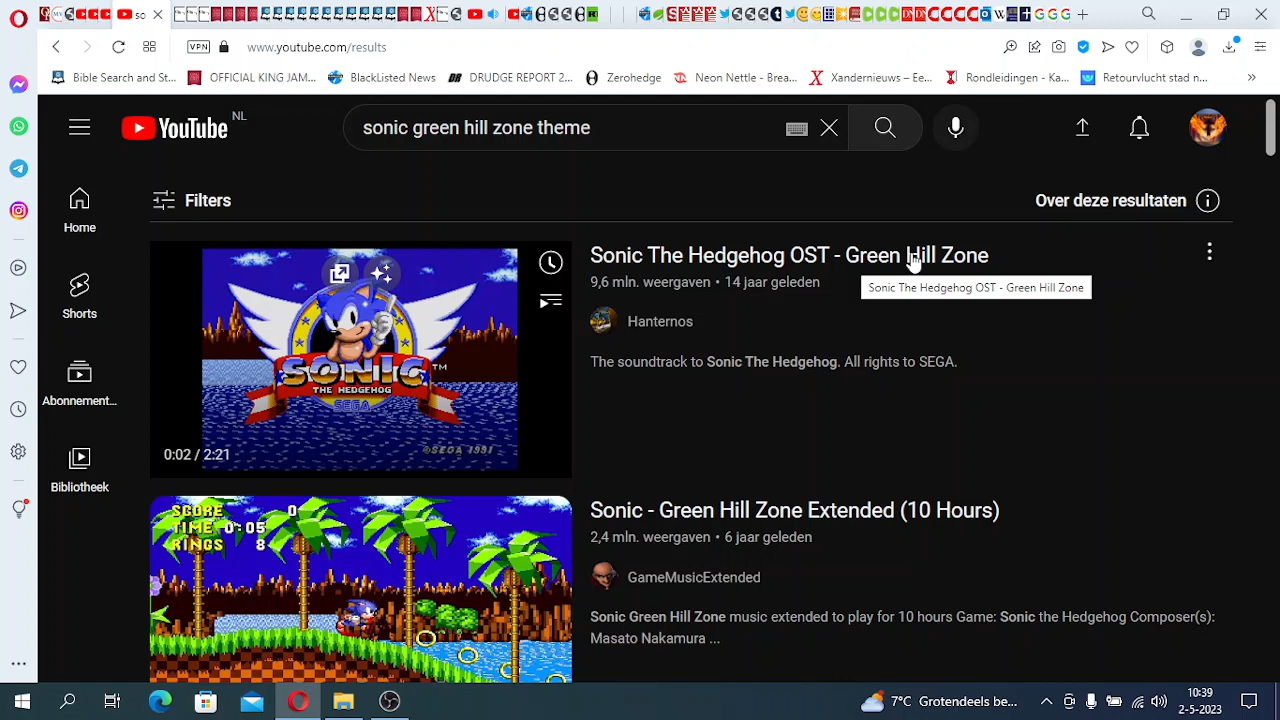 so
VPN
www.youtube.com/results
Bible Search and St...
OFFICIAL KING JAM...
BlackListed News
DRUDGE REPORT 2...
Zerohedge
Neon Nettle - Brea...
Xandernieuws – Ee...
Rondleidingen - Ka...
Retourvlucht stad n...
YouTube NL
sonic green hill zone theme
Filters
Over deze resultaten
Home
Shorts
Abonnement...
Bibliotheek
SONIC™
THE HEDGEHOG
SEGA
©SEGA 1991
0:02 / 2:21
Sonic The Hedgehog OST - Green Hill Zone
9,6 mln. weergaven • 14 jaar geleden
Sonic The Hedgehog OST - Green Hill Zone
Hanternos
The soundtrack to Sonic The Hedgehog. All rights to SEGA.
SCORE 0
TIME 0:05
RINGS 8
Sonic - Green Hill Zone Extended (10 Hours)
2,4 mln. weergaven • 6 jaar geleden
GameMusicExtended
Sonic Green Hill Zone music extended to play for 10 hours Game: Sonic the Hedgehog Composer(s):
Masato Nakamura ...
7°C Grotendeels be...
10:39
2-5-2023